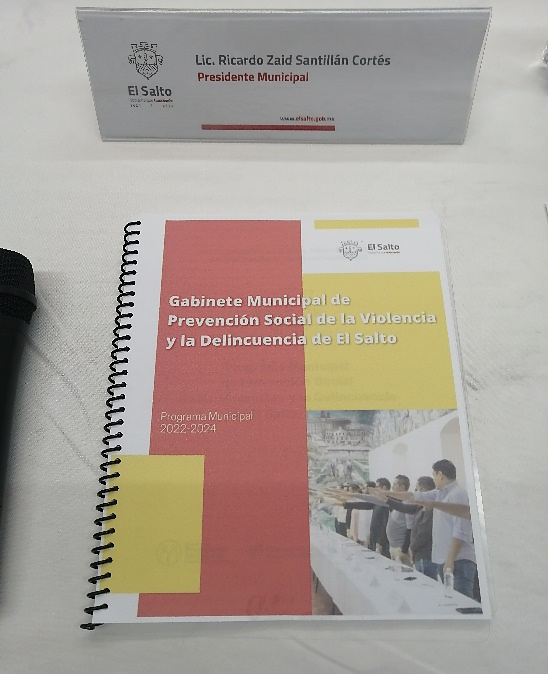 Lic. Ricardo Zaid Santillán Cortés
Presidente Municipal
El Salto
www.elsalto.gob.mx
El Salto
Gabinete Municipal de
Prevención Social de la Violencia
y la Delincuencia de El Salto
Programa Municipal
2022-2024